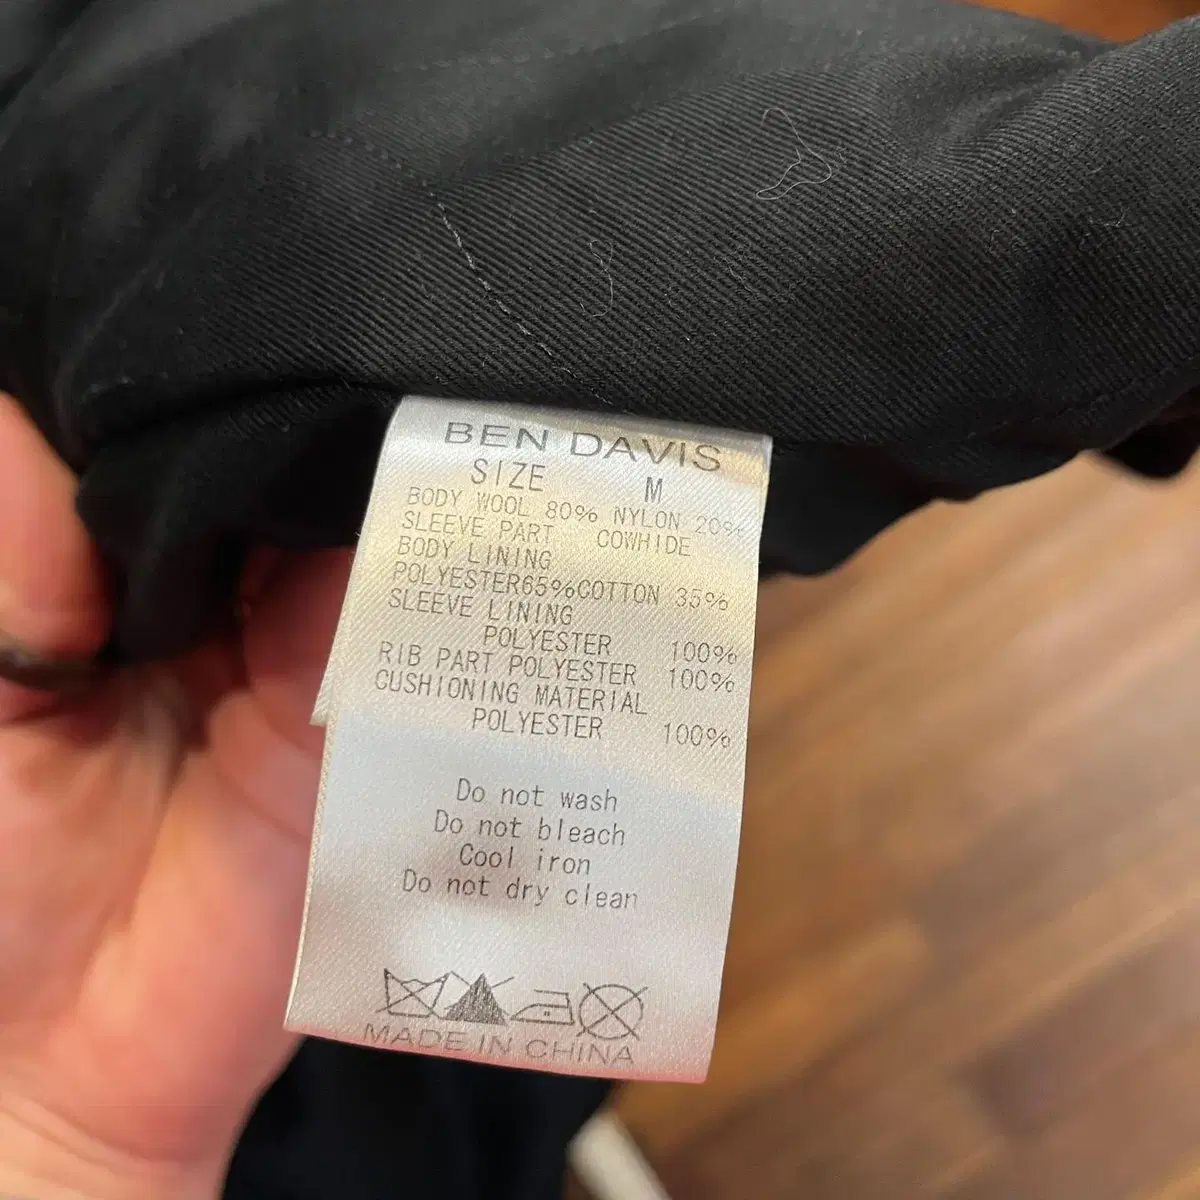 BEN DAVIS
SIZE M
BODY WOOL 80% NYLON 20%
SLEEVE PART COWHIDE
BODY LINING
POLYESTER65%COTTON 35%
SLEEVE LINING
POLYESTER 100%
RIB PART POLYESTER 100%
CUSHIONING MATERIAL
POLYESTER 100%
Do not wash
Do not bleach
Cool iron
Do not dry clean
MADE IN CHINA